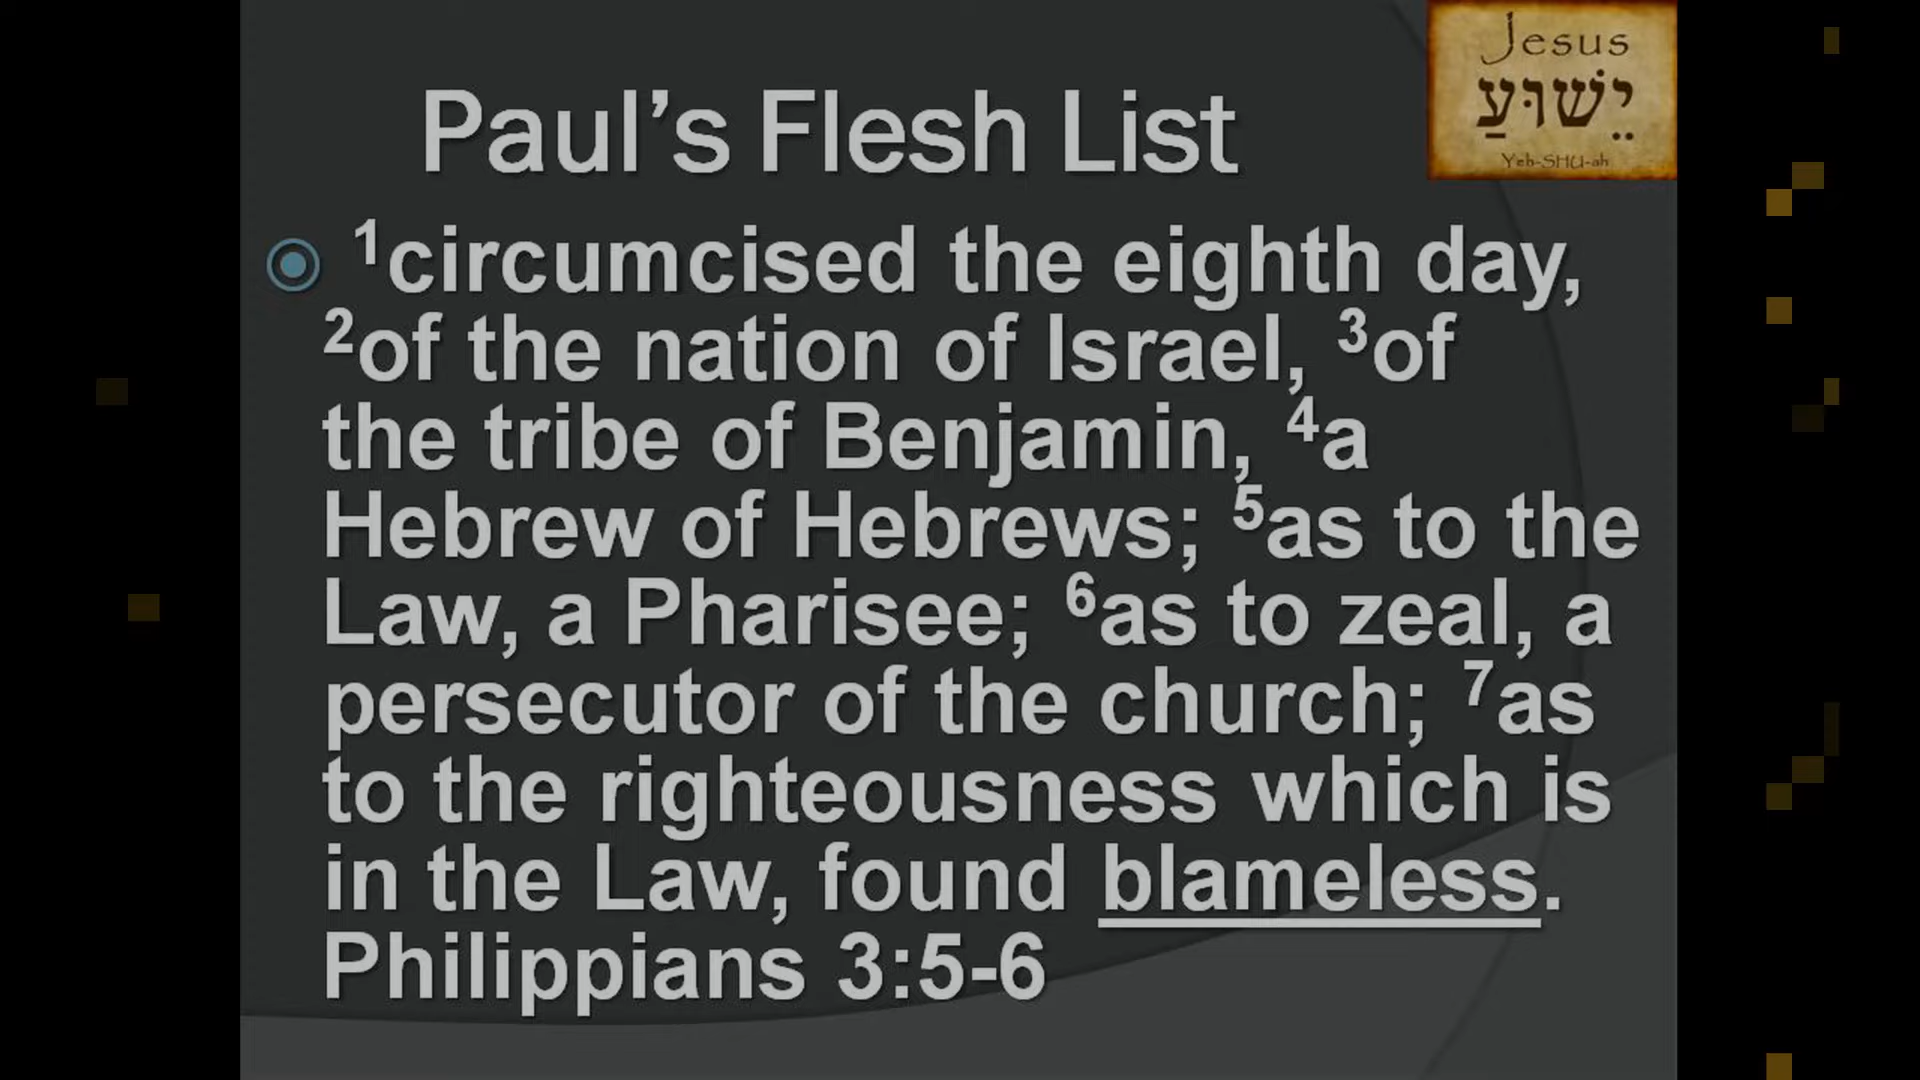 Jesus
יֵשׁוּעַ
Yeh-SHU-ah
Paul’s Flesh List
¹circumcised the eighth day,
²of the nation of Israel, ³of
the tribe of Benjamin, ⁴a
Hebrew of Hebrews; ⁵as to the
Law, a Pharisee; ⁶as to zeal, a
persecutor of the church; ⁷as
to the righteousness which is
in the Law, found blameless.
Philippians 3:5-6